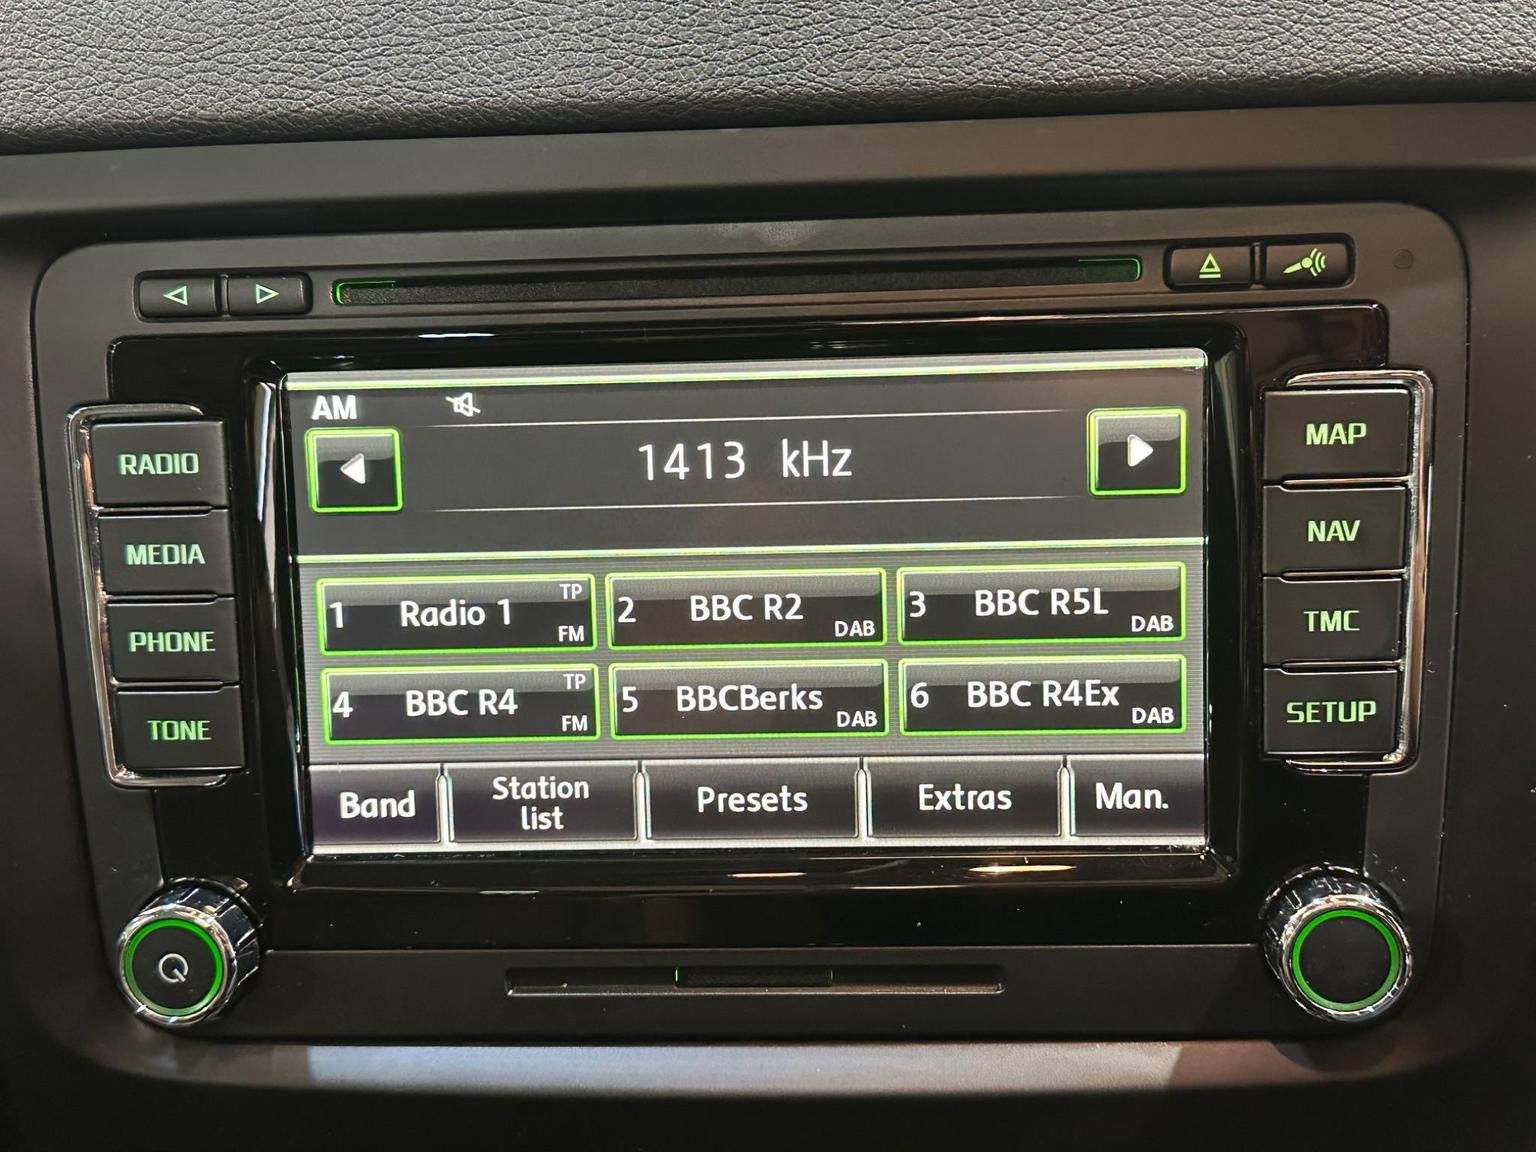 AM
1413 kHz
RADIO
MEDIA
PHONE
TONE
1 Radio 1 TP FM
2 BBC R2 DAB
3 BBC R5L DAB
4 BBC R4 TP FM
5 BBCBerks DAB
6 BBC R4Ex DAB
Band
Station
list
Presets
Extras
Man.
MAP
NAV
TMC
SETUP